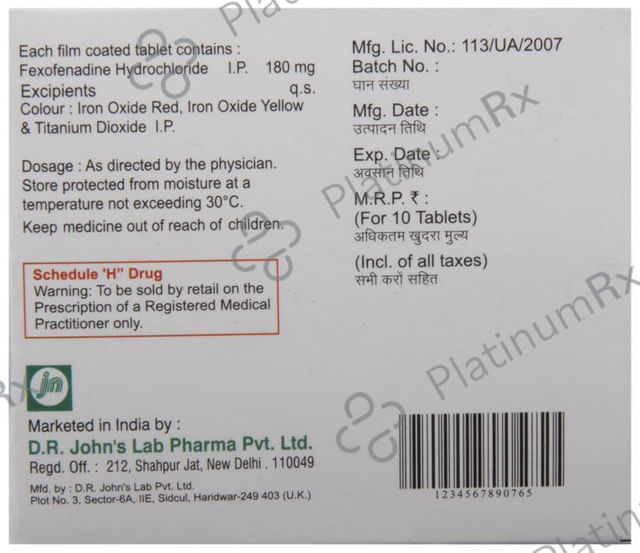 Each film coated tablet contains :
Fexofenadine Hydrochloride I.P. 180 mg
Excipients q.s.
Colour : Iron Oxide Red, Iron Oxide Yellow
& Titanium Dioxide I.P.
Dosage : As directed by the physician.
Store protected from moisture at a
temperature not exceeding 30°C.
Keep medicine out of reach of children.
Schedule 'H" Drug
Warning: To be sold by retail on the
Prescription of a Registered Medical
Practitioner only.
jn
Marketed in India by :
D.R. John's Lab Pharma Pvt. Ltd.
Regd. Off. : 212, Shahpur Jat, New Delhi . 110049
Mfd. by : D.R. John's Lab Pvt. Ltd.
Plot No. 3, Sector-6A, IIE, Sidcul, Haridwar-249 403 (U.K.)
Mfg. Lic. No.: 113/UA/2007
Batch No. :
घान संख्या
Mfg. Date :
उत्पादन तिथि
Exp. Date :
अवसान तिथि
M.R.P. ₹ :
(For 10 Tablets)
अधिकतम खुदरा मुल्य
(Incl. of all taxes)
सभी करों सहित
1234567890765
PlatinumRx
PlatinumRx
PlatinumRx